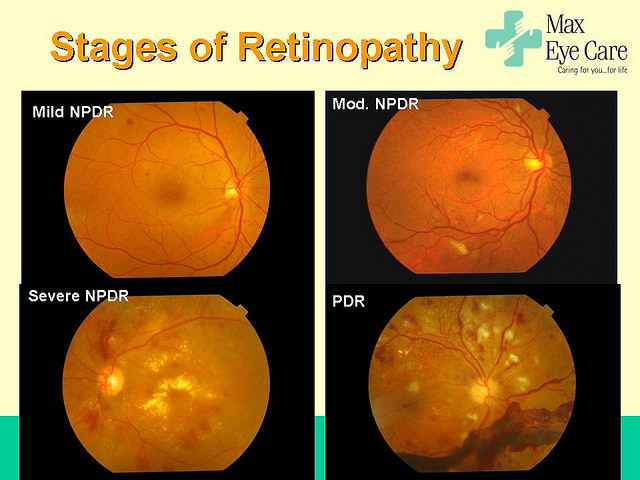 Stages of Retinopathy
Max
Eye Care
Caring for you...for life
Mild NPDR
Mod. NPDR
Severe NPDR
PDR